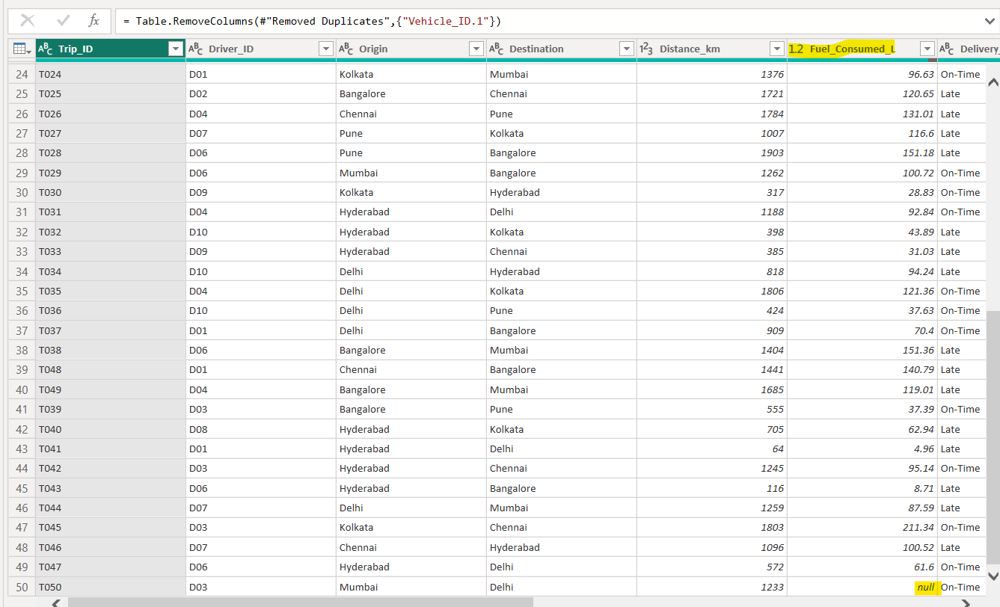 = Table.RemoveColumns(#"Removed Duplicates",{"Vehicle_ID.1"})
ABC Trip_ID ABC Driver_ID ABC Origin ABC Destination 123 Distance_km 1.2 Fuel_Consumed_L ABC Delivery_
24 T024 D01 Kolkata Mumbai 1376 96.63 On-Time
25 T025 D02 Bangalore Chennai 1721 120.65 Late
26 T026 D04 Chennai Pune 1784 131.01 Late
27 T027 D07 Pune Kolkata 1007 116.6 Late
28 T028 D06 Pune Bangalore 1903 151.18 Late
29 T029 D06 Mumbai Bangalore 1262 100.72 On-Time
30 T030 D09 Kolkata Hyderabad 317 28.83 On-Time
31 T031 D04 Hyderabad Delhi 1188 92.84 On-Time
32 T032 D10 Hyderabad Kolkata 398 43.89 Late
33 T033 D09 Hyderabad Chennai 385 31.03 Late
34 T034 D10 Delhi Hyderabad 818 94.24 Late
35 T035 D04 Delhi Kolkata 1806 121.36 On-Time
36 T036 D10 Delhi Pune 424 37.63 On-Time
37 T037 D01 Delhi Bangalore 909 70.4 On-Time
38 T038 D06 Bangalore Mumbai 1404 151.36 Late
39 T048 D01 Chennai Bangalore 1441 140.79 Late
40 T049 D04 Bangalore Mumbai 1685 119.01 Late
41 T039 D03 Bangalore Pune 555 37.39 On-Time
42 T040 D08 Hyderabad Kolkata 705 62.94 Late
43 T041 D01 Hyderabad Delhi 64 4.96 Late
44 T042 D03 Hyderabad Chennai 1245 95.14 On-Time
45 T043 D06 Hyderabad Bangalore 116 8.71 Late
46 T044 D07 Delhi Mumbai 1259 87.59 Late
47 T045 D03 Kolkata Chennai 1803 211.34 On-Time
48 T046 D07 Chennai Hyderabad 1096 100.52 Late
49 T047 D06 Hyderabad Delhi 572 61.6 On-Time
50 T050 D03 Mumbai Delhi 1233 null On-Time